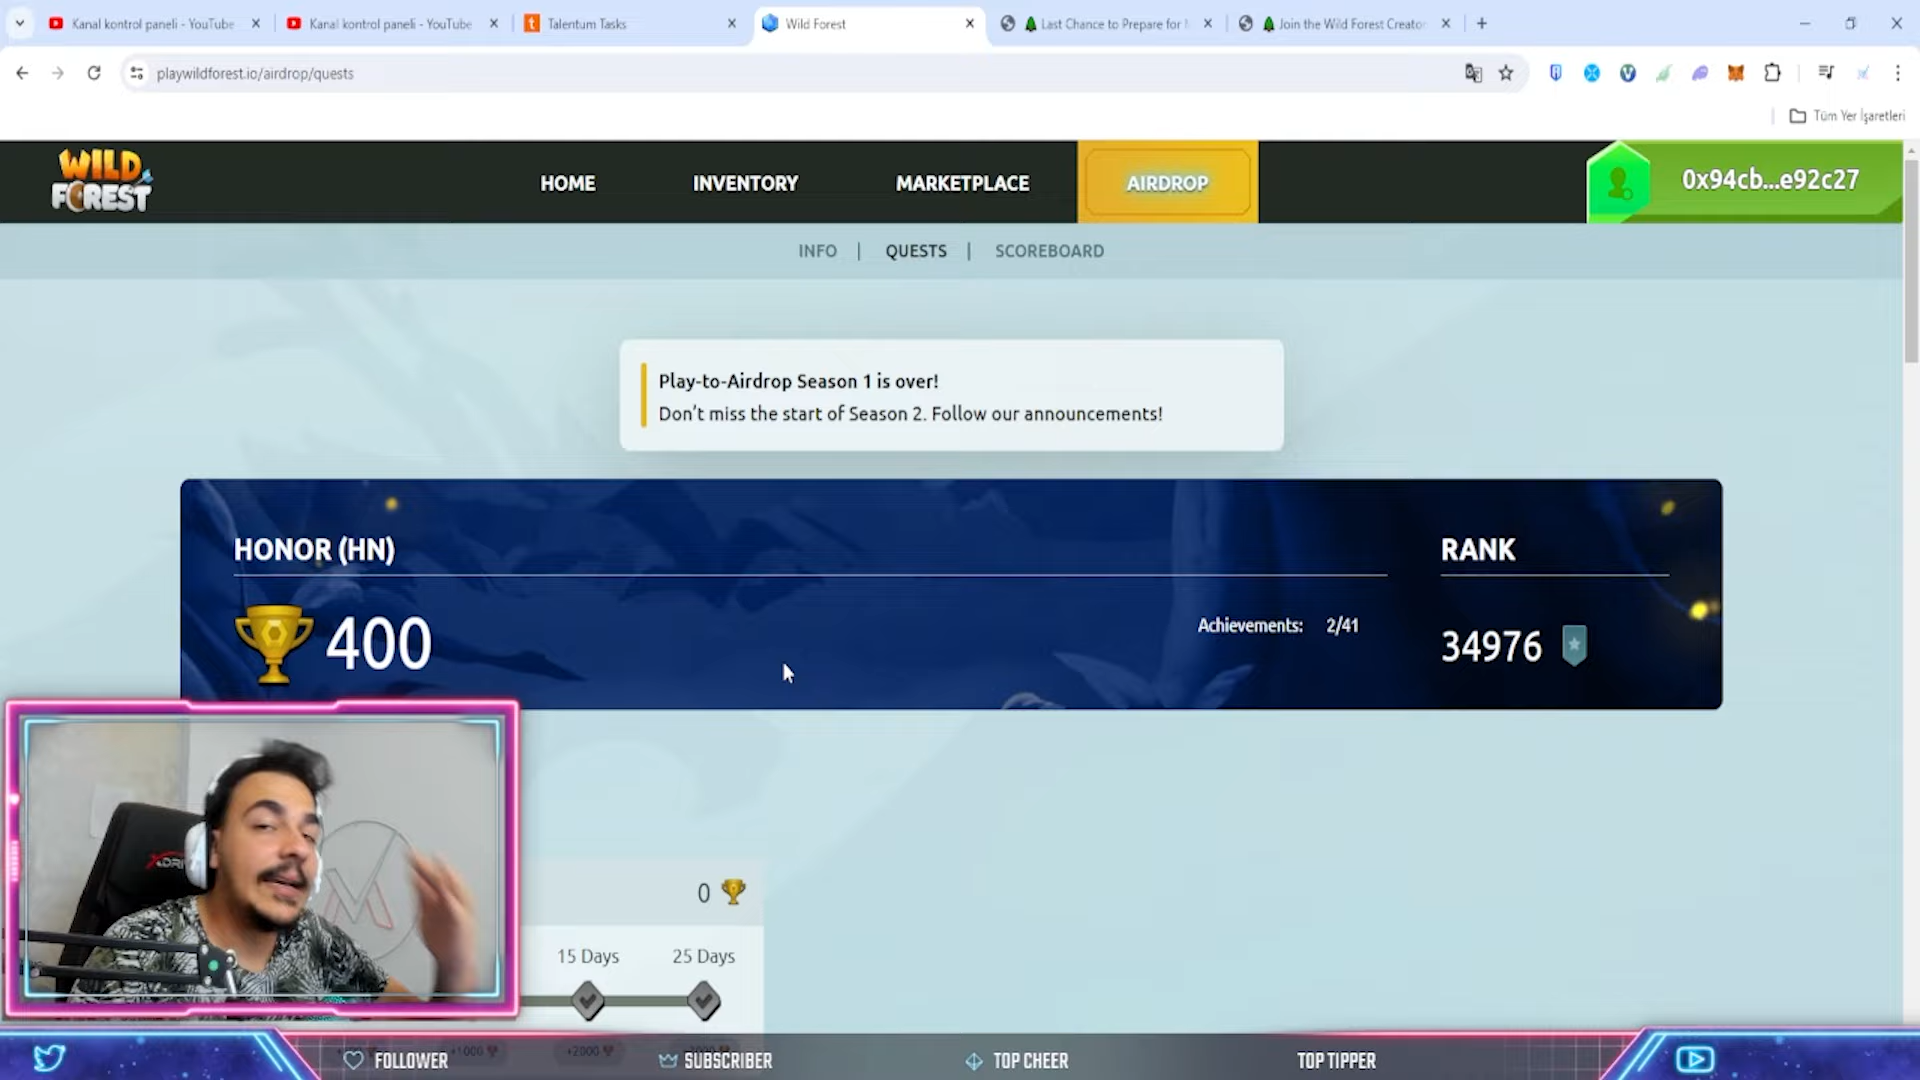 Kanal kontrol paneli - YouTube
Kanal kontrol paneli - YouTube
Talentum Tasks
Wild Forest
Last Chance to Prepare for
Join the Wild Forest Creator
playwildforest.io/airdrop/quests
Tüm Yer İşaretleri
WILD FOREST
HOME
INVENTORY
MARKETPLACE
AIRDROP
0x94cb...e92c27
INFO | QUESTS | SCOREBOARD
Play-to-Airdrop Season 1 is over!
Don't miss the start of Season 2. Follow our announcements!
HONOR (HN)
RANK
400
Achievements: 2/41
34976
0
15 Days
25 Days
+1000
+2000
FOLLOWER
SUBSCRIBER
TOP CHEER
TOP TIPPER